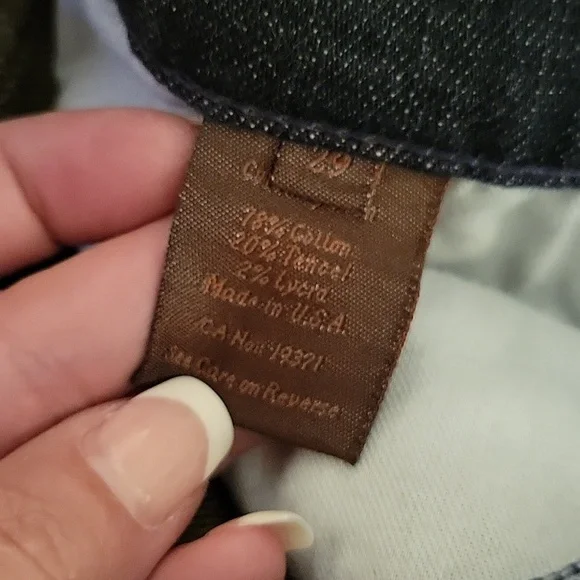 29
78% Cotton
20% Tencel
2% Lycra
Made in U.S.A.
CA No: 19371
See Care on Reverse